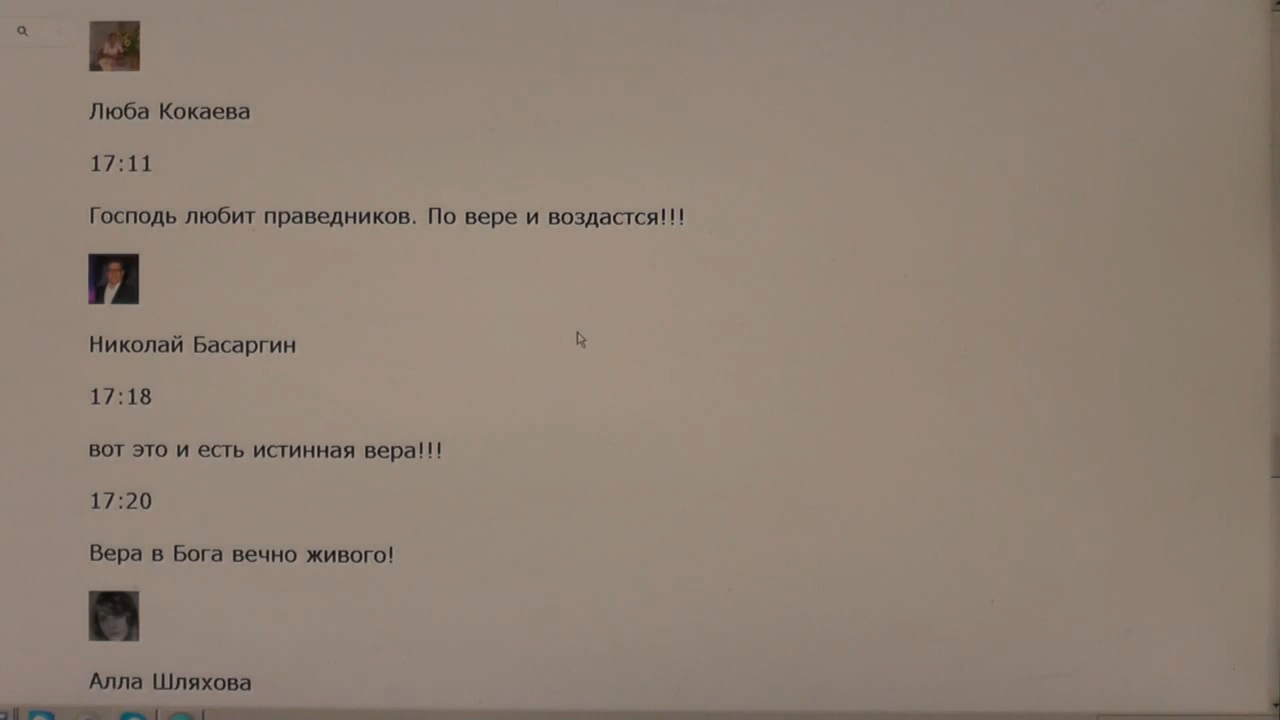 Люба Кокаева
17:11
Господь любит праведников. По вере и воздастся!!!
Николай Басаргин
17:18
вот это и есть истинная вера!!!
17:20
Вера в Бога вечно живого!
Алла Шляхова